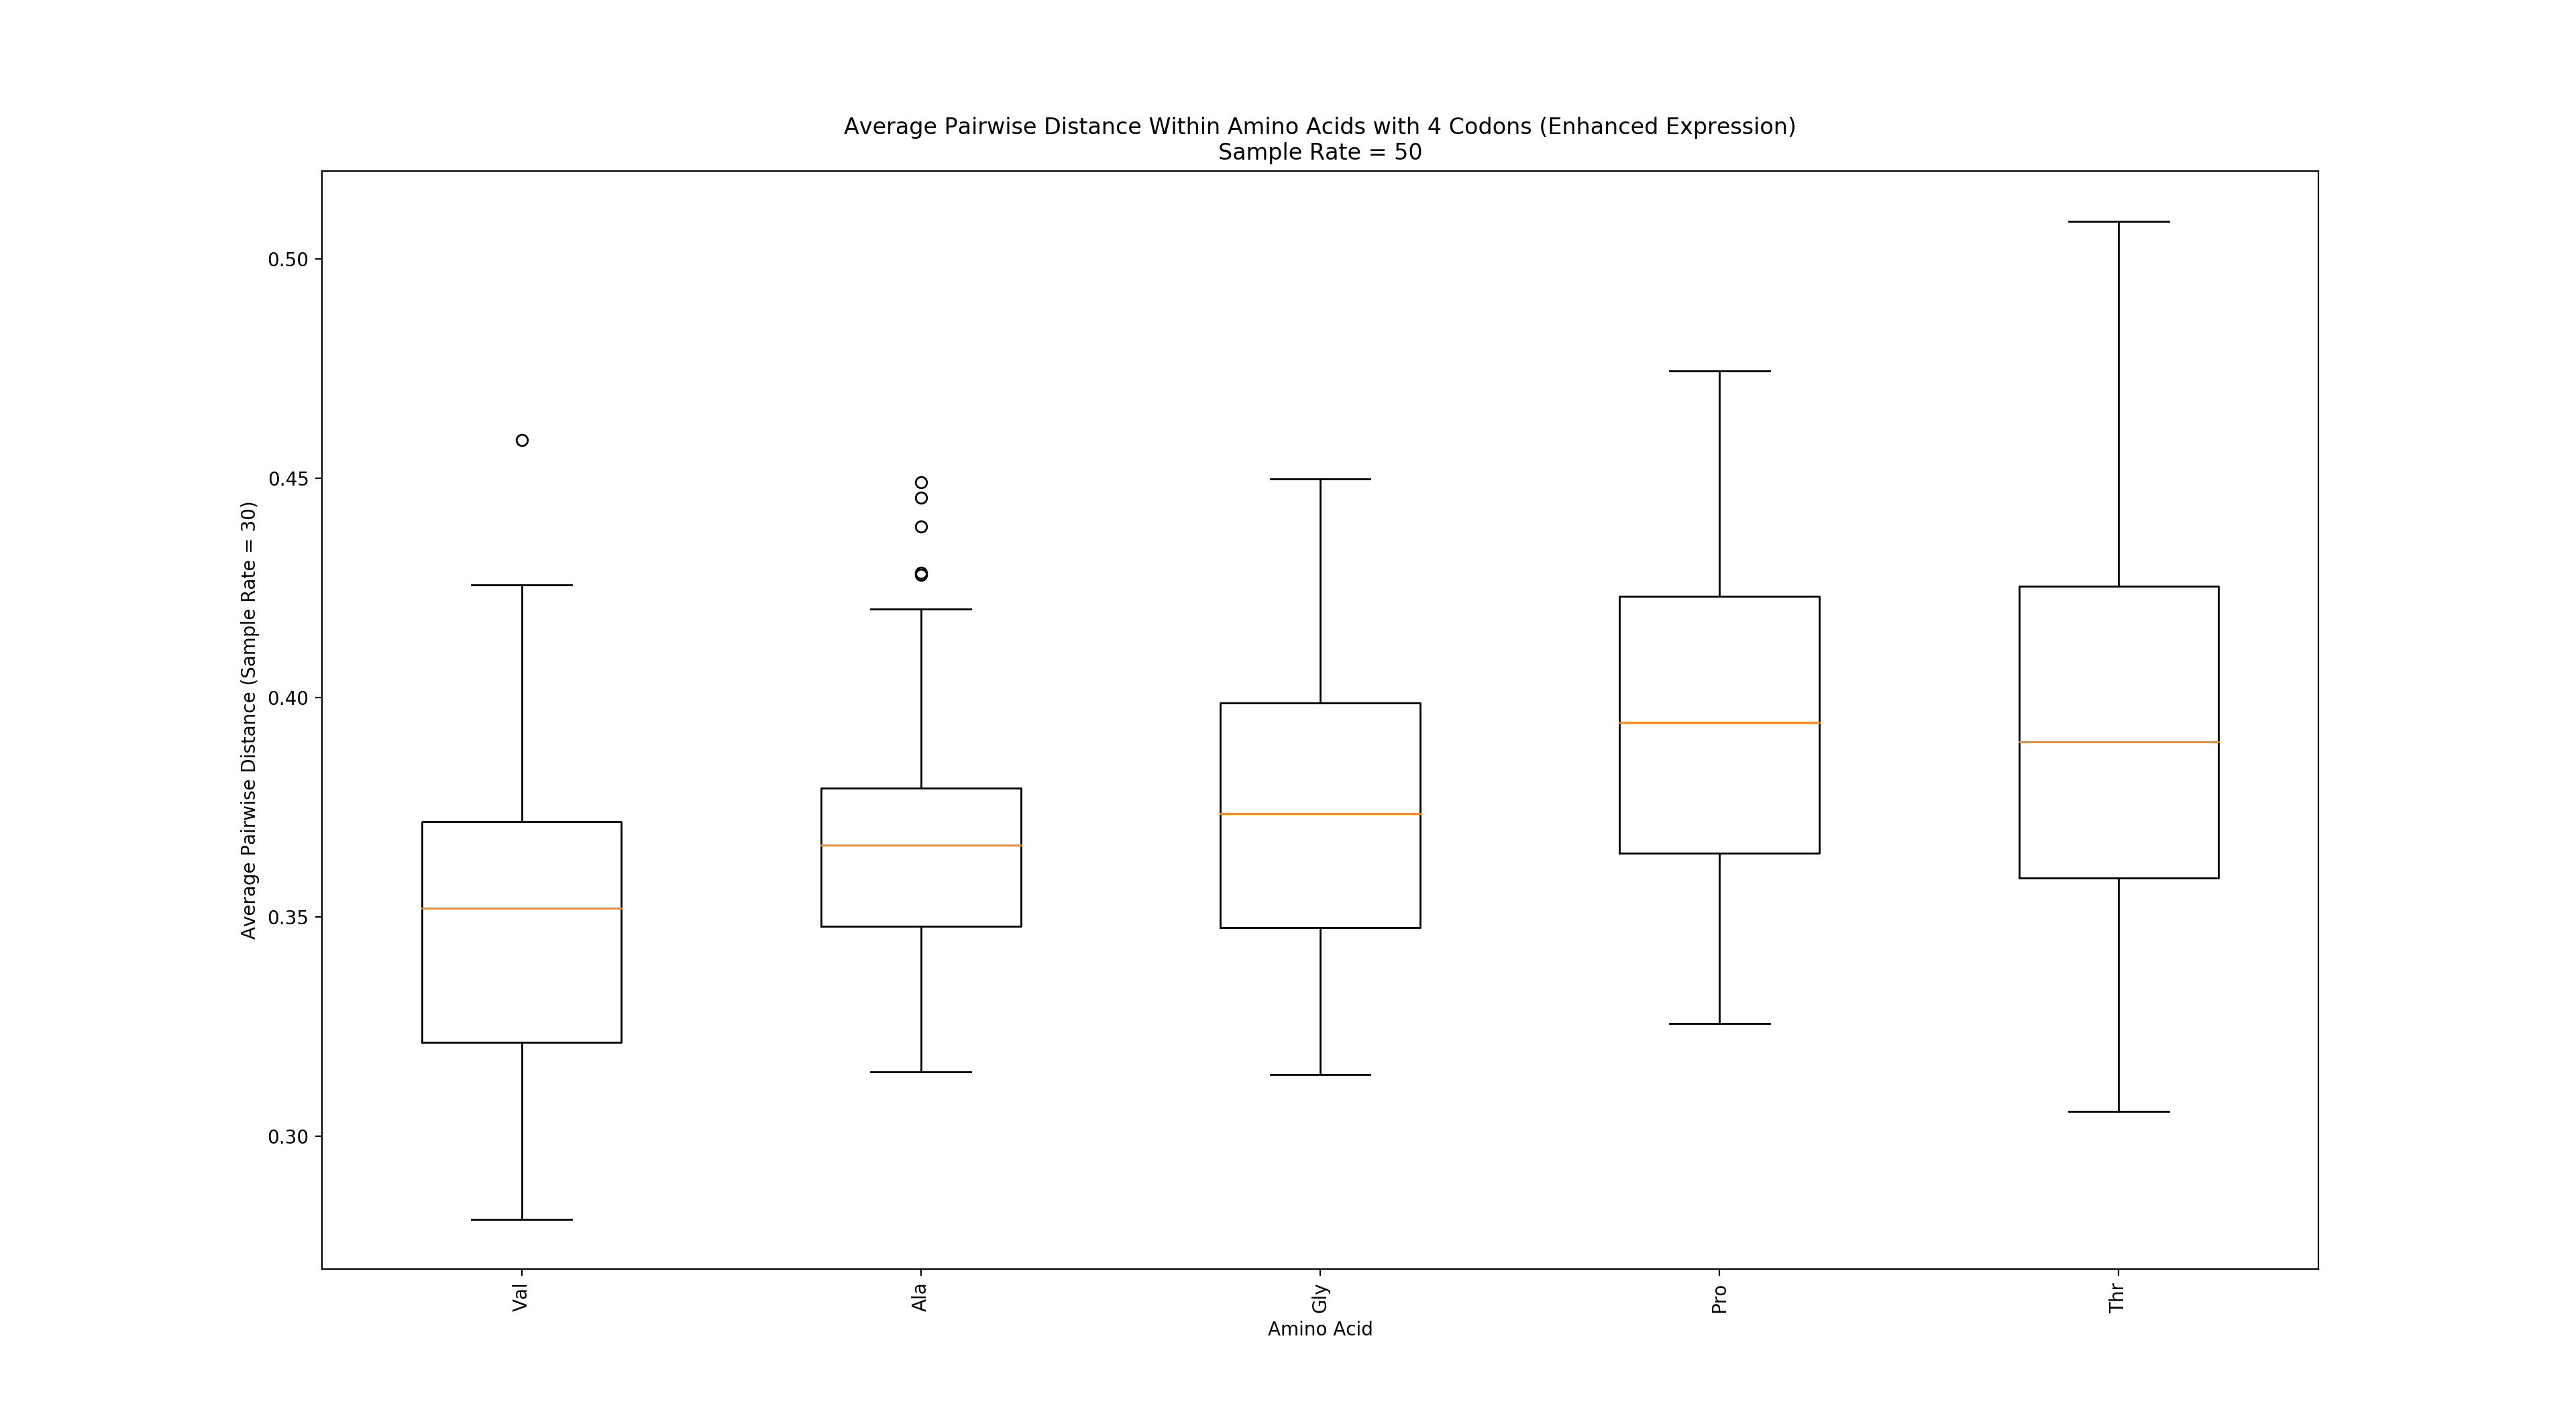 Average Pairwise Distance Within Amino Acids with 4 Codons (Enhanced Expression)
Sample Rate = 50
Average Pairwise Distance (Sample Rate = 30)
0.50
0.45
0.40
0.35
0.30
Val
Ala
Gly
Pro
Thr
Amino Acid